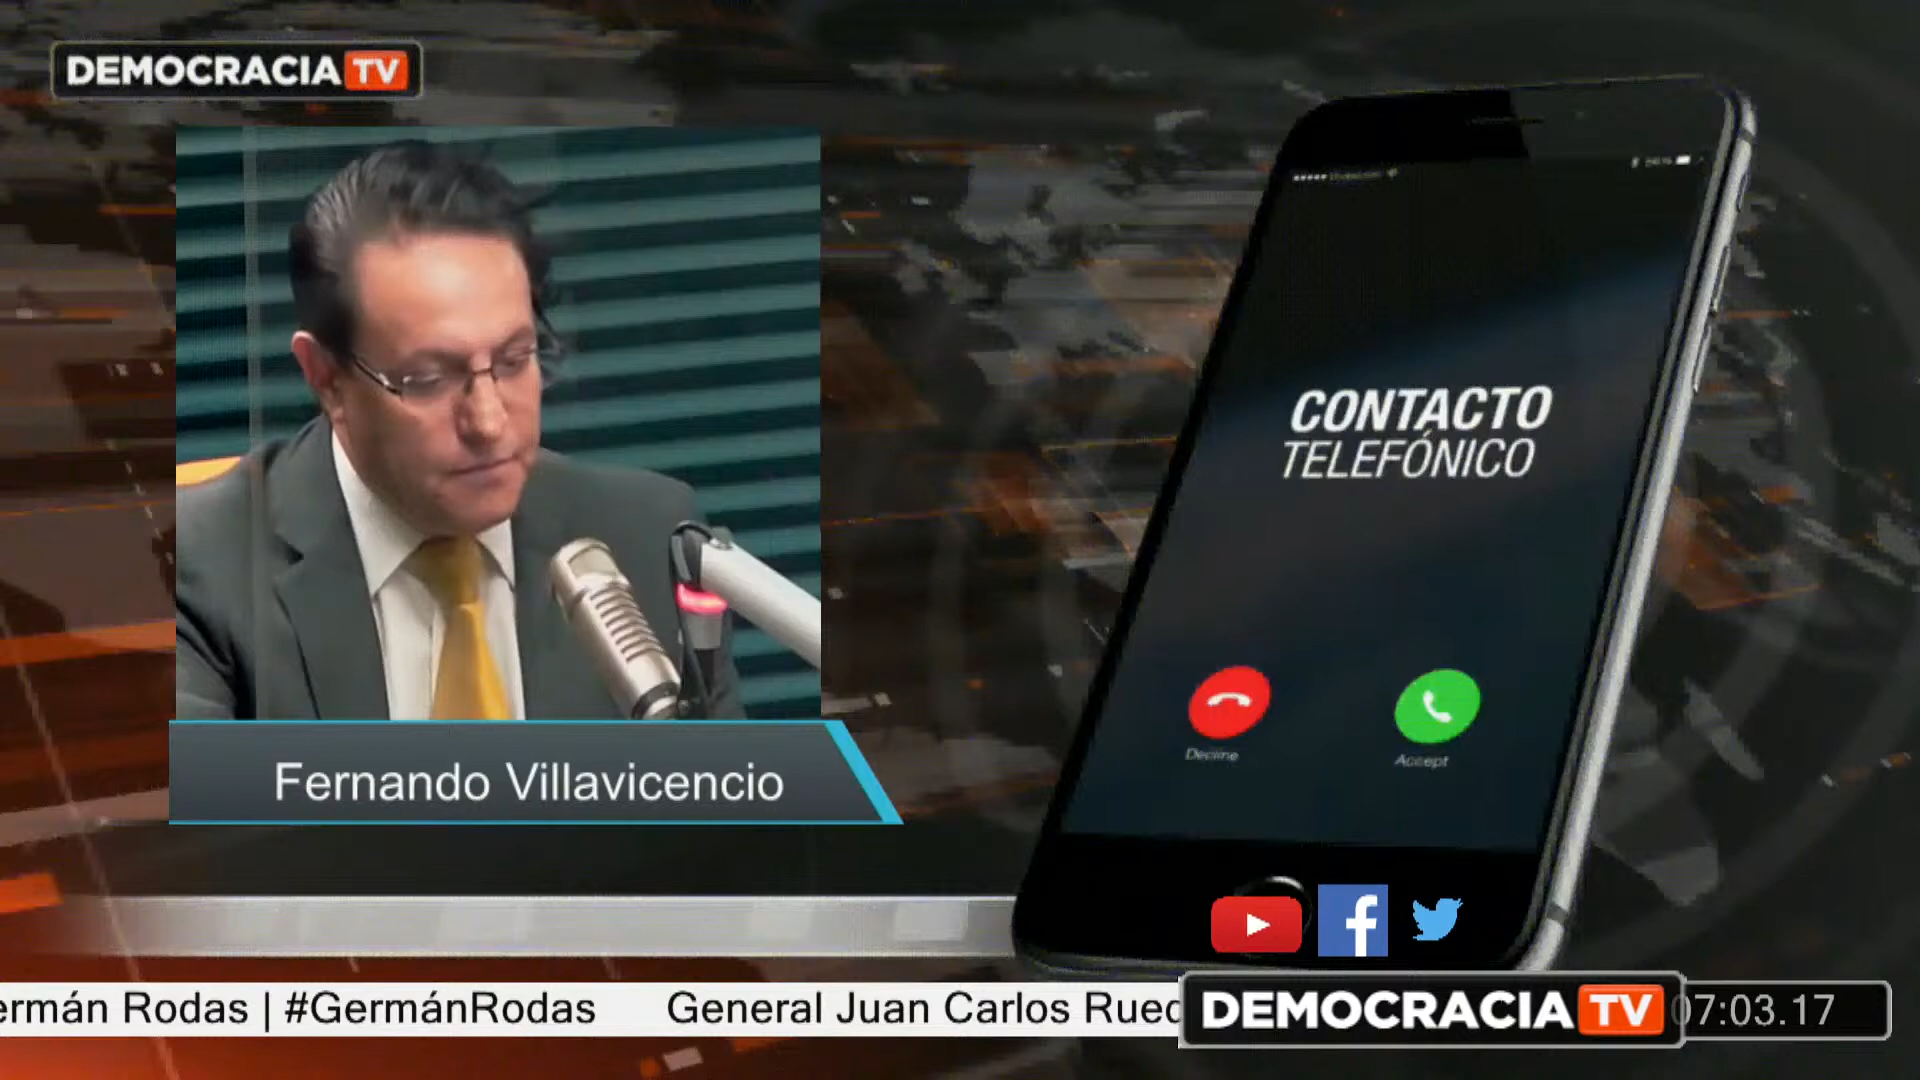 DEMOCRACIA TV
CONTACTO
TELEFÓNICO
Decline
Accept
Fernando Villavicencio
ermán Rodas | #GermánRodas General Juan Carlos Rued
DEMOCRACIA TV
07:03.17